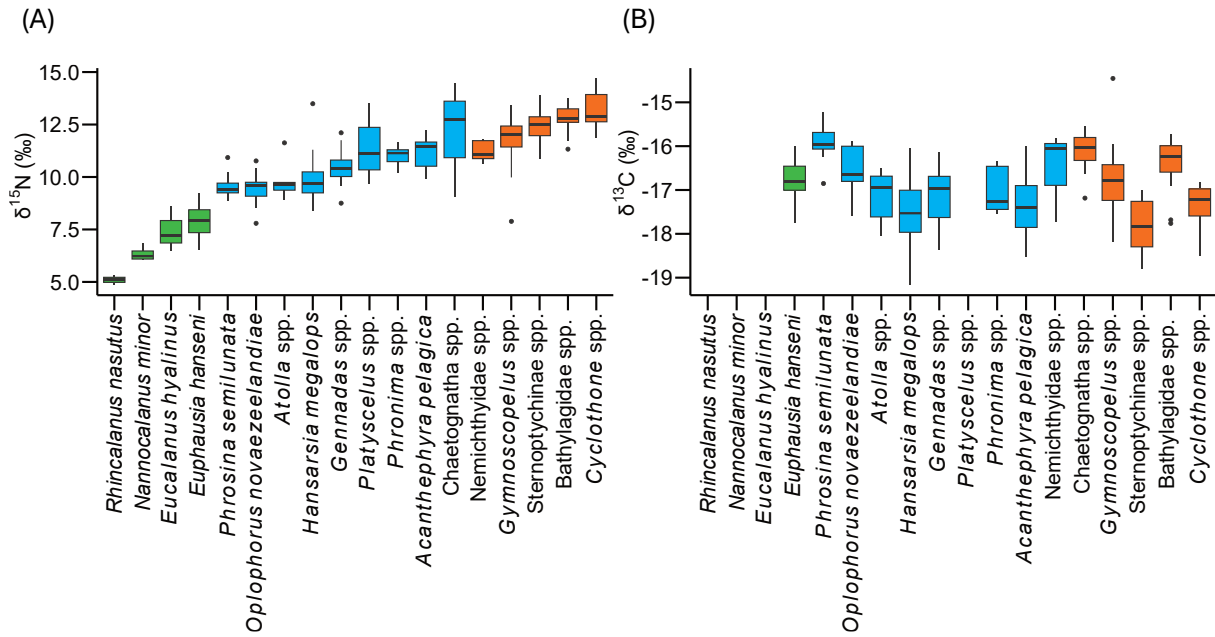 (A)
δ15N (‰)
15.0
12.5
10.0
7.5
5.0
Rhincalanus nasutus
Nannocalanus minor
Eucalanus hyalinus
Euphausia hanseni
Phrosina semilunata
Oplophorus novaezeelandiae
Atolla spp.
Hansarsia megalops
Gennadas spp.
Platyscelus spp.
Phronima spp.
Acanthephyra pelagica
Chaetognatha spp.
Nemichthyidae spp.
Gymnoscopelus spp.
Sternoptychinae spp.
Bathylagidae spp.
Cyclothone spp.
(B)
δ13C (‰)
-15
-16
-17
-18
-19
Rhincalanus nasutus
Nannocalanus minor
Eucalanus hyalinus
Euphausia hanseni
Phrosina semilunata
Oplophorus novaezeelandiae
Atolla spp.
Hansarsia megalops
Gennadas spp.
Platyscelus spp.
Phronima spp.
Acanthephyra pelagica
Nemichthyidae spp.
Chaetognatha spp.
Gymnoscopelus spp.
Sternoptychinae spp.
Bathylagidae spp.
Cyclothone spp.